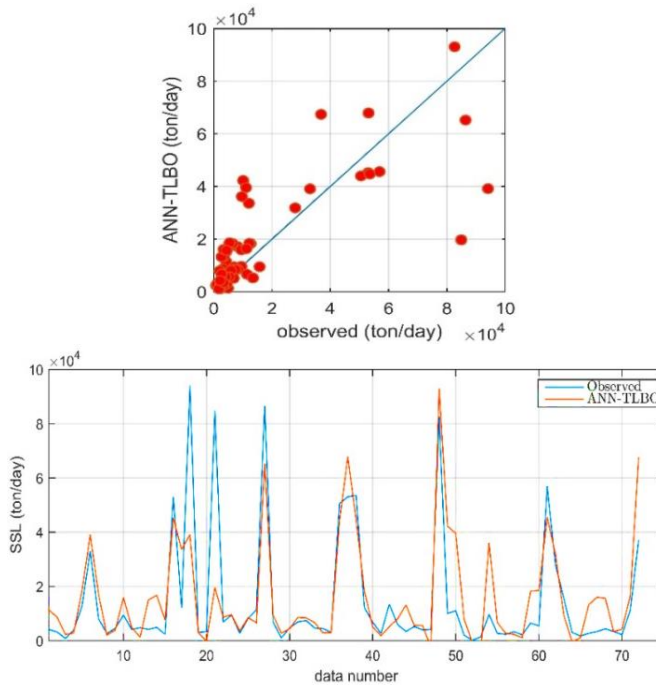 ×10⁴
10
8
6
4
2
0
ANN-TLBO (ton/day)
0 2 4 6 8 10
observed (ton/day) ×10⁴
×10⁴
10
8
6
4
2
0
SSL (ton/day)
Observed
ANN-TLBO
10 20 30 40 50 60 70
data number